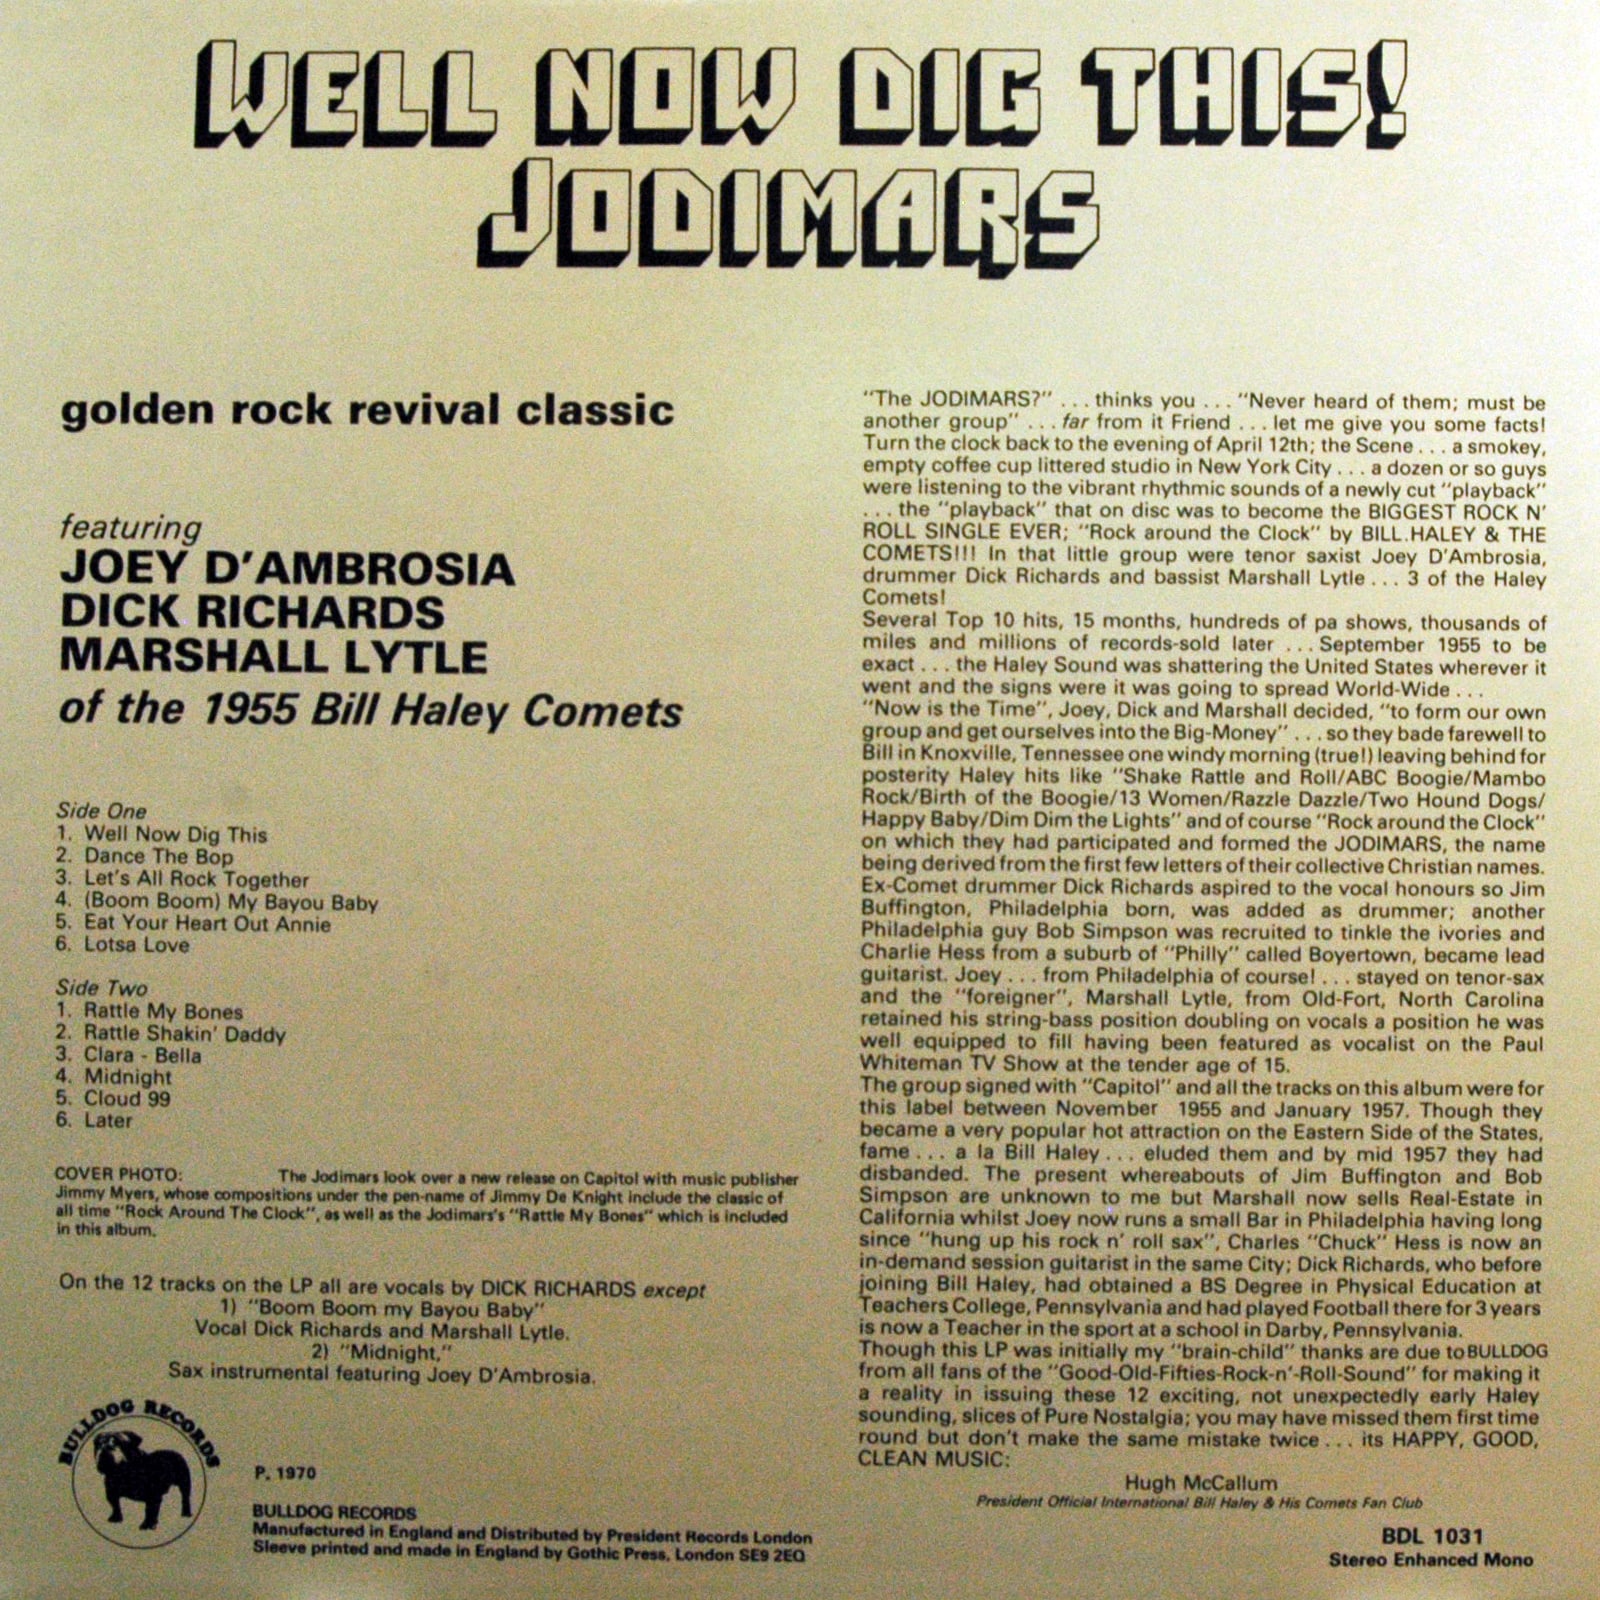 WELL NOW DIG THIS!
JODIMARS
golden rock revival classic
featuring
JOEY D'AMBROSIA
DICK RICHARDS
MARSHALL LYTLE
of the 1955 Bill Haley Comets
Side One
1. Well Now Dig This
2. Dance The Bop
3. Let's All Rock Together
4. (Boom Boom) My Bayou Baby
5. Eat Your Heart Out Annie
6. Lotsa Love
Side Two
1. Rattle My Bones
2. Rattle Shakin' Daddy
3. Clara - Bella
4. Midnight
5. Cloud 99
6. Later
COVER PHOTO: The Jodimars look over a new release on Capitol with music publisher
Jimmy Myers, whose compositions under the pen-name of Jimmy De Knight include the classic of
all time "Rock Around The Clock", as well as the Jodimars's "Rattle My Bones" which is included
in this album.
On the 12 tracks on the LP all are vocals by DICK RICHARDS except
1) "Boom Boom my Bayou Baby"
Vocal Dick Richards and Marshall Lytle.
2) "Midnight,"
Sax instrumental featuring Joey D'Ambrosia.
BULLDOG RECORDS
P. 1970
BULLDOG RECORDS
Manufactured in England and Distributed by President Records London
Sleeve printed and made in England by Gothic Press, London SE9 2EQ
"The JODIMARS?" ... thinks you ... "Never heard of them; must be
another group" ... far from it Friend ... let me give you some facts!
Turn the clock back to the evening of April 12th; the Scene ... a smokey,
empty coffee cup littered studio in New York City ... a dozen or so guys
were listening to the vibrant rhythmic sounds of a newly cut "playback"
... the "playback" that on disc was to become the BIGGEST ROCK N'
ROLL SINGLE EVER; "Rock around the Clock" by BILL.HALEY & THE
COMETS!!! In that little group were tenor saxist Joey D'Ambrosia,
drummer Dick Richards and bassist Marshall Lytle ... 3 of the Haley
Comets!
Several Top 10 hits, 15 months, hundreds of pa shows, thousands of
miles and millions of records-sold later ... September 1955 to be
exact ... the Haley Sound was shattering the United States wherever it
went and the signs were it was going to spread World-Wide ...
"Now is the Time", Joey, Dick and Marshall decided, "to form our own
group and get ourselves into the Big-Money" ... so they bade farewell to
Bill in Knoxville, Tennessee one windy morning (true!) leaving behind for
posterity Haley hits like "Shake Rattle and Roll/ABC Boogie/Mambo
Rock/Birth of the Boogie/13 Women/Razzle Dazzle/Two Hound Dogs/
Happy Baby/Dim Dim the Lights" and of course "Rock around the Clock"
on which they had participated and formed the JODIMARS, the name
being derived from the first few letters of their collective Christian names.
Ex-Comet drummer Dick Richards aspired to the vocal honours so Jim
Buffington, Philadelphia born, was added as drummer; another
Philadelphia guy Bob Simpson was recruited to tinkle the ivories and
Charlie Hess from a suburb of "Philly" called Boyertown, became lead
guitarist. Joey ... from Philadelphia of course! ... stayed on tenor-sax
and the "foreigner", Marshall Lytle, from Old-Fort, North Carolina
retained his string-bass position doubling on vocals a position he was
well equipped to fill having been featured as vocalist on the Paul
Whiteman TV Show at the tender age of 15.
The group signed with "Capitol" and all the tracks on this album were for
this label between November 1955 and January 1957. Though they
became a very popular hot attraction on the Eastern Side of the States,
fame ... a la Bill Haley ... eluded them and by mid 1957 they had
disbanded. The present whereabouts of Jim Buffington and Bob
Simpson are unknown to me but Marshall now sells Real-Estate in
California whilst Joey now runs a small Bar in Philadelphia having long
since "hung up his rock n' roll sax", Charles "Chuck" Hess is now an
in-demand session guitarist in the same City; Dick Richards, who before
joining Bill Haley, had obtained a BS Degree in Physical Education at
Teachers College, Pennsylvania and had played Football there for 3 years
is now a Teacher in the sport at a school in Darby, Pennsylvania.
Though this LP was initially my "brain-child" thanks are due to BULLDOG
from all fans of the "Good-Old-Fifties-Rock-n'-Roll-Sound" for making it
a reality in issuing these 12 exciting, not unexpectedly early Haley
sounding, slices of Pure Nostalgia; you may have missed them first time
round but don't make the same mistake twice ... its HAPPY, GOOD,
CLEAN MUSIC:
Hugh McCallum
President Official International Bill Haley & His Comets Fan Club
BDL 1031
Stereo Enhanced Mono